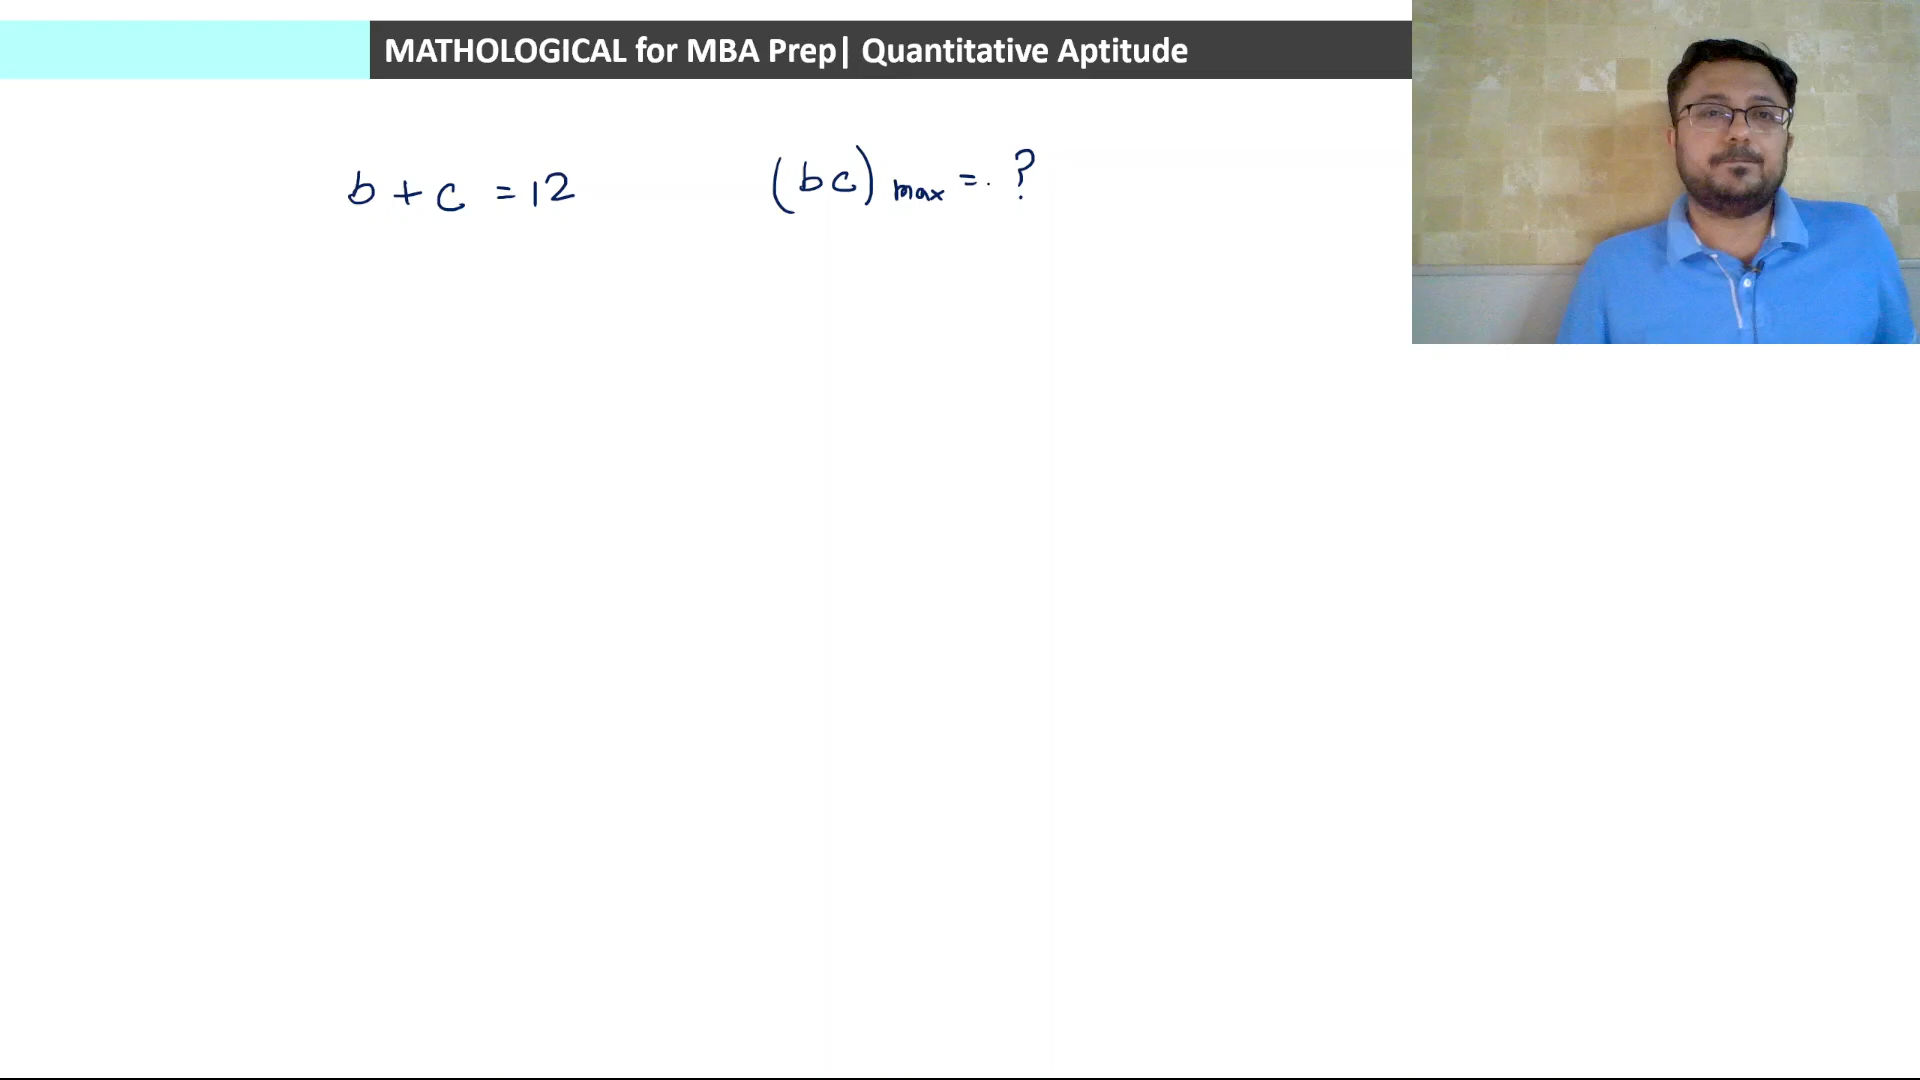 MATHOLOGICAL for MBA Prep| Quantitative Aptitude
b + c = 12
(bc) max = . ?